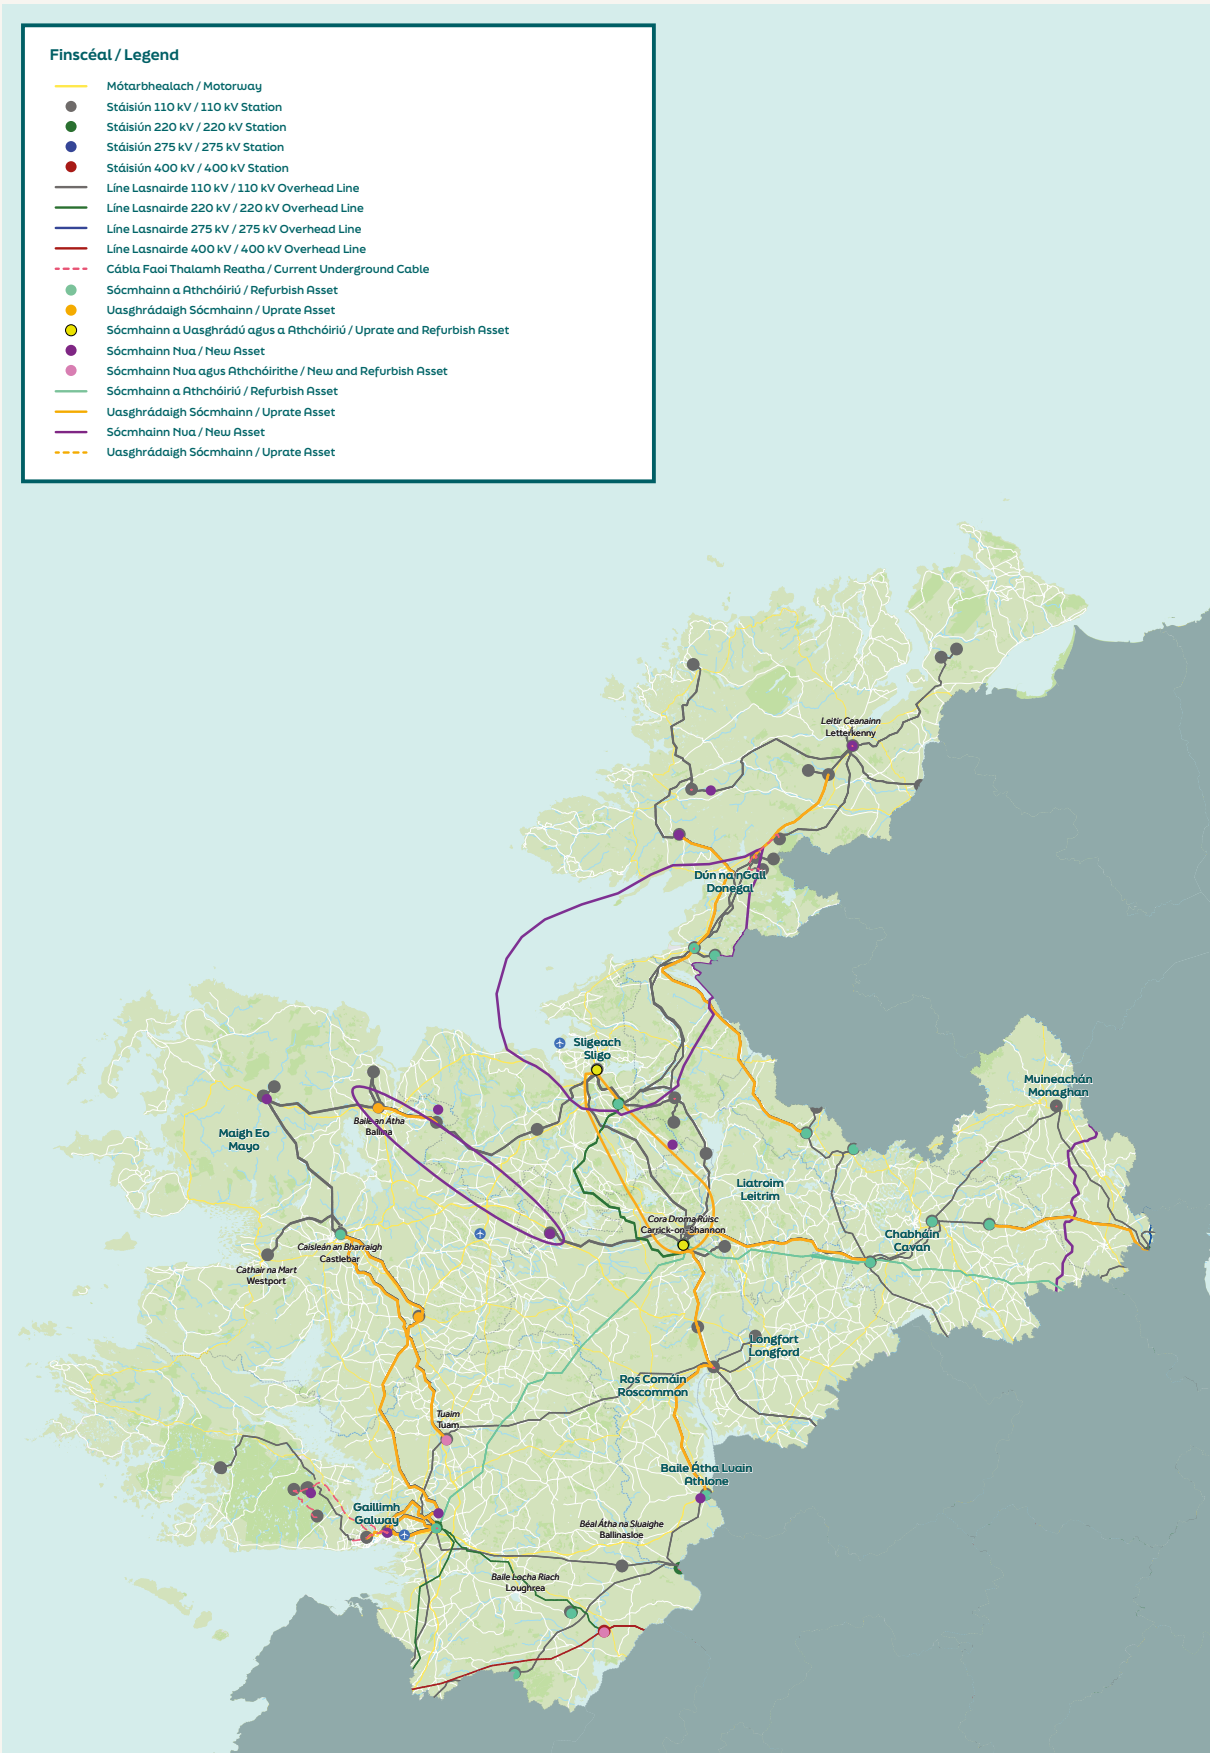 Finscéal / Legend
Mótarbhealach / Motorway
Stáisiún 110 kV / 110 kV Station
Stáisiún 220 kV / 220 kV Station
Stáisiún 275 kV / 275 kV Station
Stáisiún 400 kV / 400 kV Station
Líne Lasnairde 110 kV / 110 kV Overhead Line
Líne Lasnairde 220 kV / 220 kV Overhead Line
Líne Lasnairde 275 kV / 275 kV Overhead Line
Líne Lasnairde 400 kV / 400 kV Overhead Line
Cábla Faoi Thalamh Reatha / Current Underground Cable
Sócmhainn a Athchóiriú / Refurbish Asset
Uasghrádaigh Sócmhainn / Uprate Asset
Sócmhainn a Uasghrádú agus a Athchóiriú / Uprate and Refurbish Asset
Sócmhainn Nua / New Asset
Sócmhainn Nua agus Athchóirithe / New and Refurbish Asset
Sócmhainn a Athchóiriú / Refurbish Asset
Uasghrádaigh Sócmhainn / Uprate Asset
Sócmhainn Nua / New Asset
Uasghrádaigh Sócmhainn / Uprate Asset
Leitir Ceanainn
Letterkenny
Dún na nGall
Donegal
Sligeach
Sligo
Muineachán
Monaghan
Baile an Átha
Ballina
Maigh Eo
Mayo
Liatroim
Leitrim
Cora Droma Rúisc
Carrick-on-Shannon
Chabháin
Cavan
Caisleán an Bharraigh
Castlebar
Cathair na Mart
Westport
Longfort
Longford
Ros Comáin
Roscommon
Tuaim
Tuam
Baile Átha Luain
Athlone
Gaillimh
Galway
Béal Átha na Sluaighe
Ballinasloe
Baile Locha Riach
Loughrea